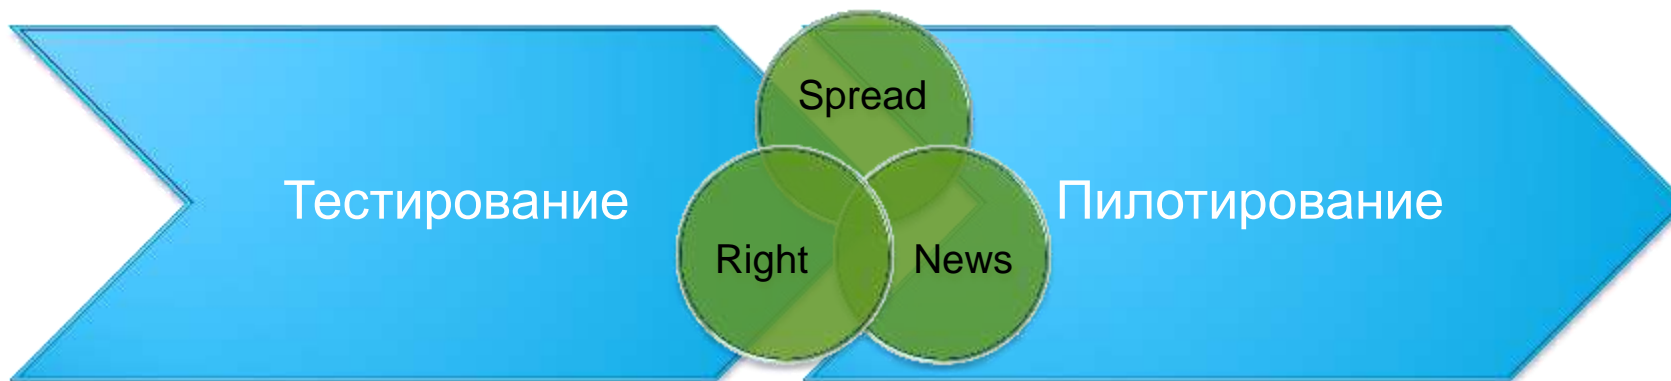 Spread
Тестирование
Пилотирование
Right
News